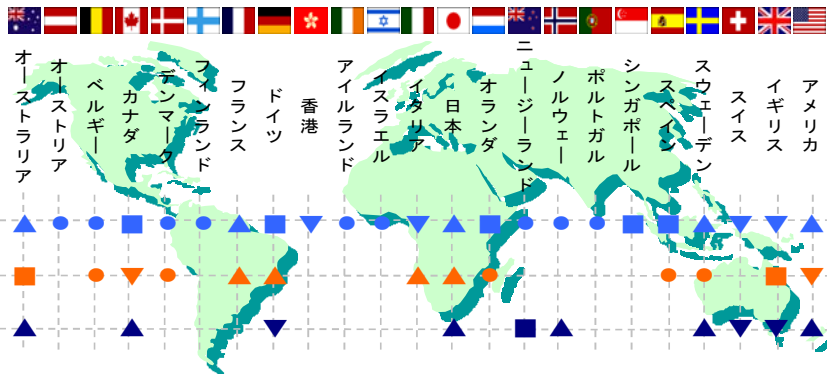 オーストラリア
オーストリア
ベルギー
カナダ
デンマーク
フィンランド
フランス
ドイツ
香港
アイルランド
イスラエル
イタリア
日本
オランダ
ニュージーランド
ノルウェー
ポルトガル
シンガポール
スペイン
スウェーデン
スイス
イギリス
アメリカ